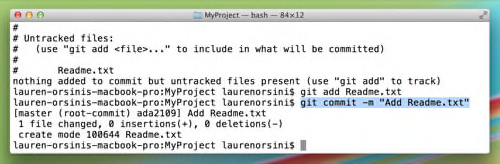 MyProject — bash — 84×12
#
# Untracked files:
#   (use "git add <file>..." to include in what will be committed)
#
#       Readme.txt
nothing added to commit but untracked files present (use "git add" to track)
lauren-orsinis-macbook-pro:MyProject laurenorsini$ git add Readme.txt
lauren-orsinis-macbook-pro:MyProject laurenorsini$ git commit -m "Add Readme.txt"
[master (root-commit) ada2109] Add Readme.txt
 1 file changed, 0 insertions(+), 0 deletions(-)
 create mode 100644 Readme.txt
lauren-orsinis-macbook-pro:MyProject laurenorsini$